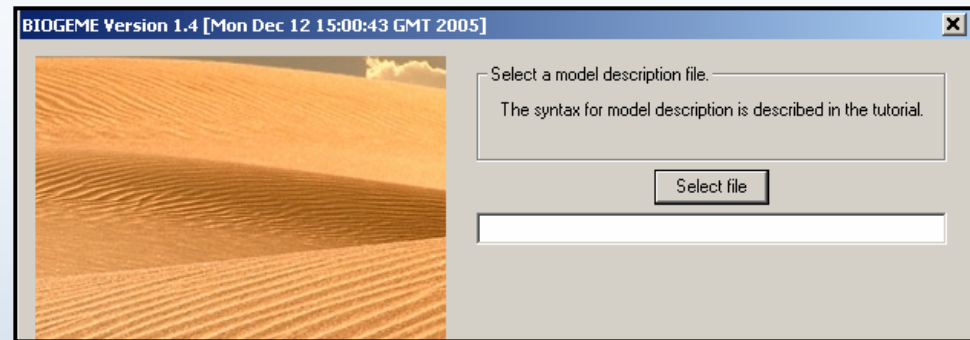 BIOGEME Version 1.4 [Mon Dec 12 15:00:43 GMT 2005]
Select a model description file.
The syntax for model description is described in the tutorial.
Select file